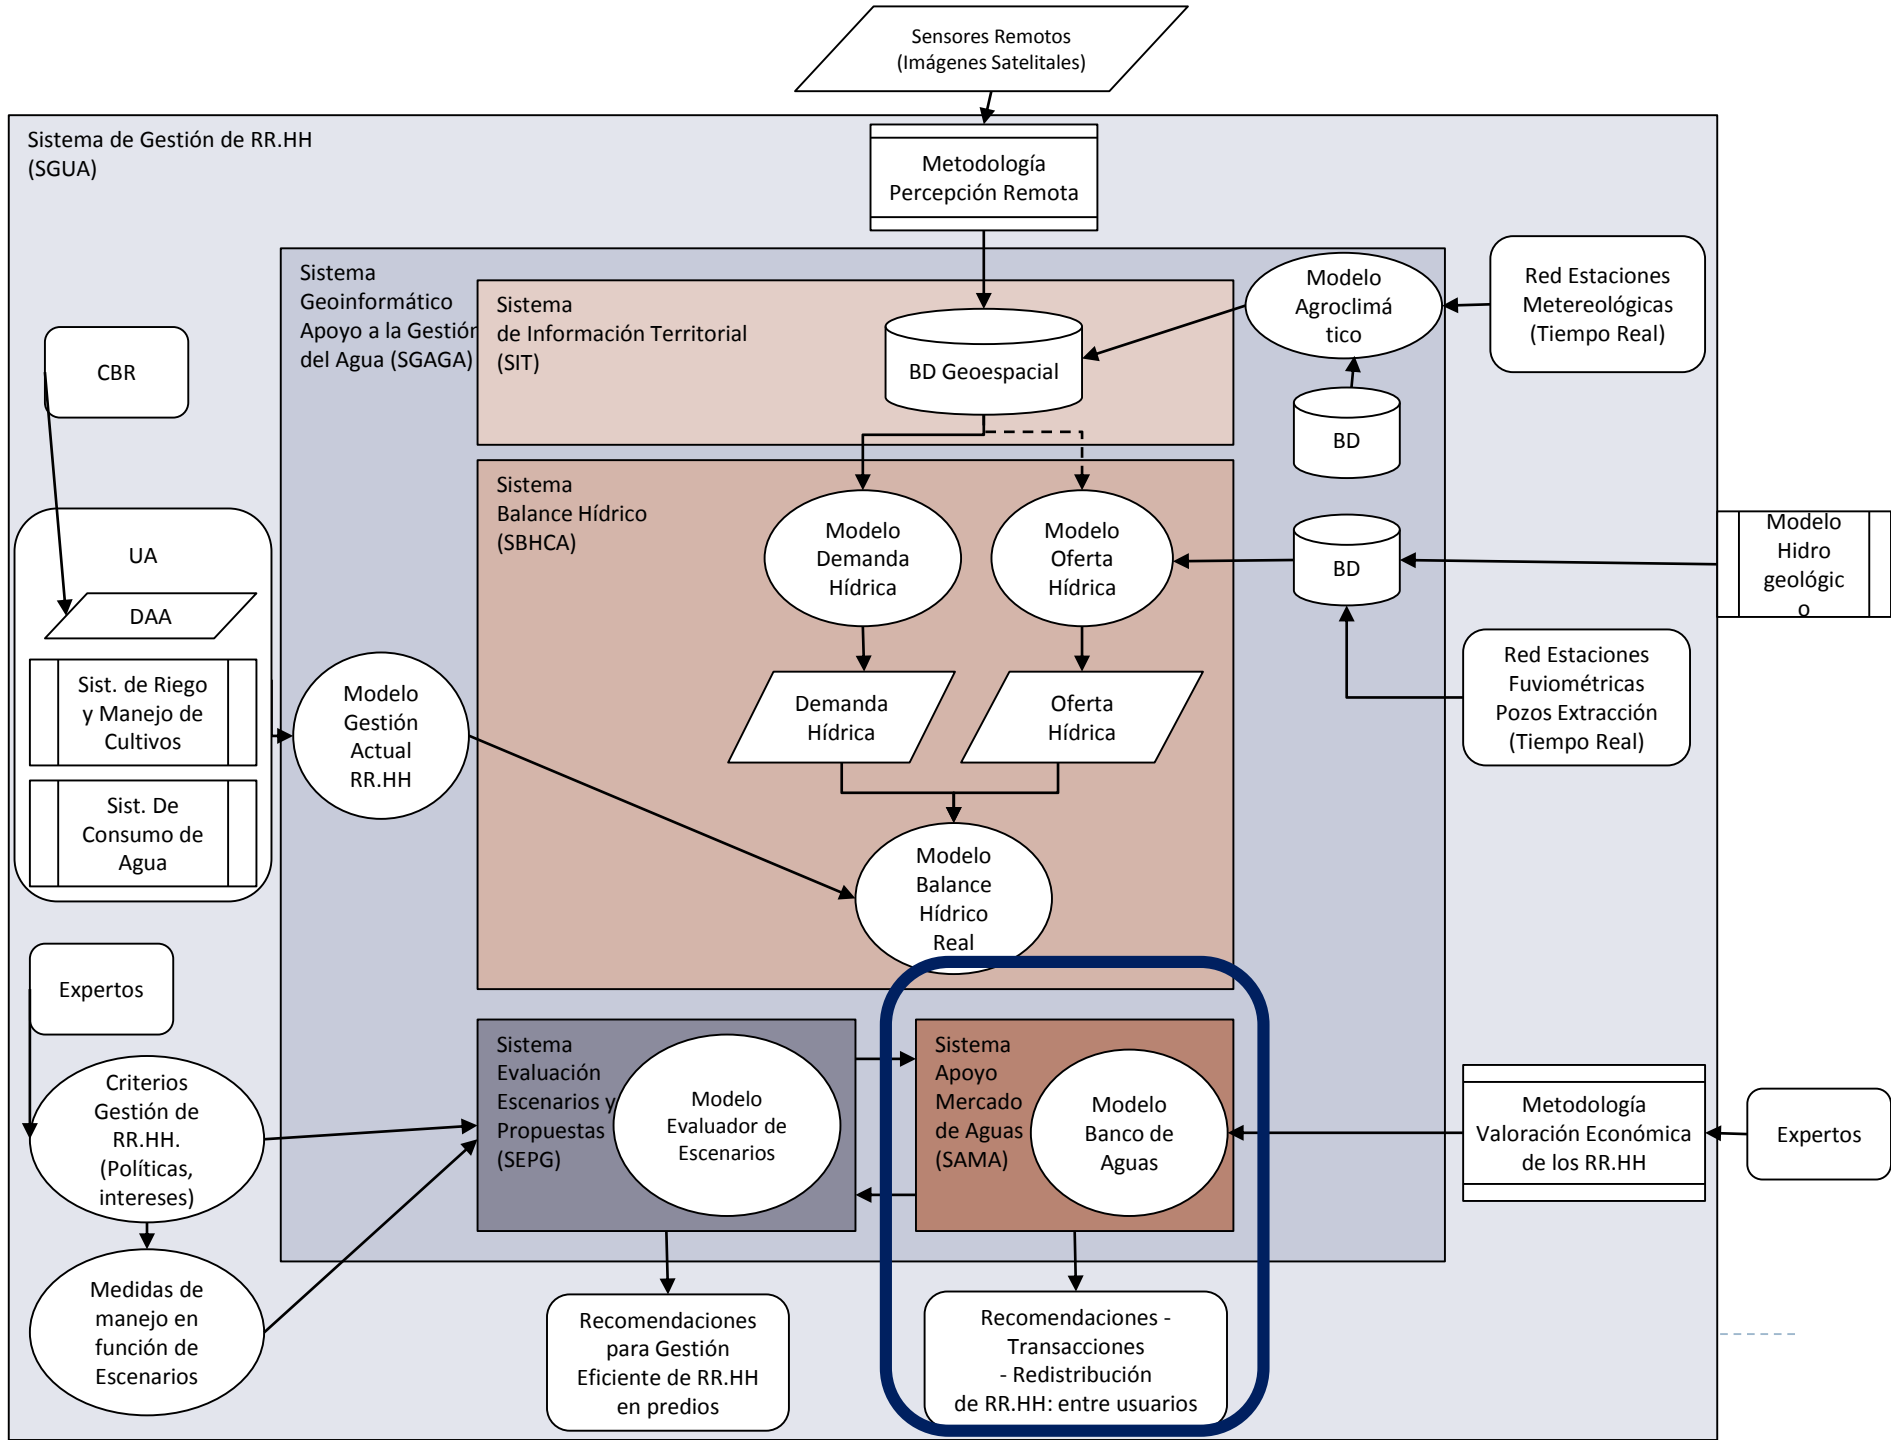 Sensores Remotos
(Imágenes Satelitales)
Sistema de Gestión de RR.HH
(SGUA)
Metodología
Percepción Remota
Sistema
Geoinformático
Apoyo a la Gestión
del Agua (SGAGA)
Sistema
de Información Territorial
(SIT)
BD Geoespacial
Modelo
Agroclimá
tico
Red Estaciones
Metereológicas
(Tiempo Real)
CBR
BD
Sistema
Balance Hídrico
(SBHCA)
Modelo
Demanda
Hídrica
Modelo
Oferta
Hídrica
BD
Modelo
Hidro
geológic
o
UA
DAA
Sist. de Riego
y Manejo de
Cultivos
Sist. De
Consumo de
Agua
Modelo
Gestión
Actual
RR.HH
Demanda
Hídrica
Oferta
Hídrica
Red Estaciones
Fuviométricas
Pozos Extracción
(Tiempo Real)
Modelo
Balance
Hídrico
Real
Expertos
Criterios
Gestión de
RR.HH.
(Políticas,
intereses)
Medidas de
manejo en
función de
Escenarios
Sistema
Evaluación
Escenarios y
Propuestas
(SEPG)
Modelo
Evaluador de
Escenarios
Sistema
Apoyo
Mercado
de Aguas
(SAMA)
Modelo
Banco de
Aguas
Metodología
Valoración Económica
de los RR.HH
Expertos
Recomendaciones
para Gestión
Eficiente de RR.HH
en predios
Recomendaciones -
Transacciones
- Redistribución
de RR.HH: entre usuarios